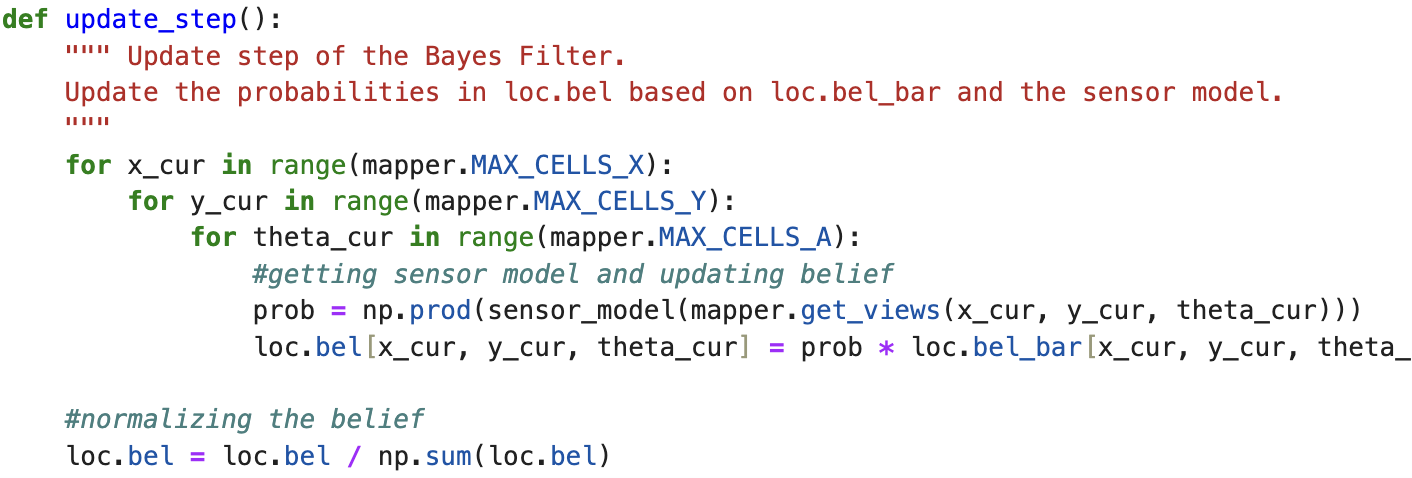 def update_step():
    """ Update step of the Bayes Filter.
    Update the probabilities in loc.bel based on loc.bel_bar and the sensor model.
    """
    for x_cur in range(mapper.MAX_CELLS_X):
        for y_cur in range(mapper.MAX_CELLS_Y):
            for theta_cur in range(mapper.MAX_CELLS_A):
                #getting sensor model and updating belief
                prob = np.prod(sensor_model(mapper.get_views(x_cur, y_cur, theta_cur)))
                loc.bel[x_cur, y_cur, theta_cur] = prob * loc.bel_bar[x_cur, y_cur, theta_
    #normalizing the belief
    loc.bel = loc.bel / np.sum(loc.bel)